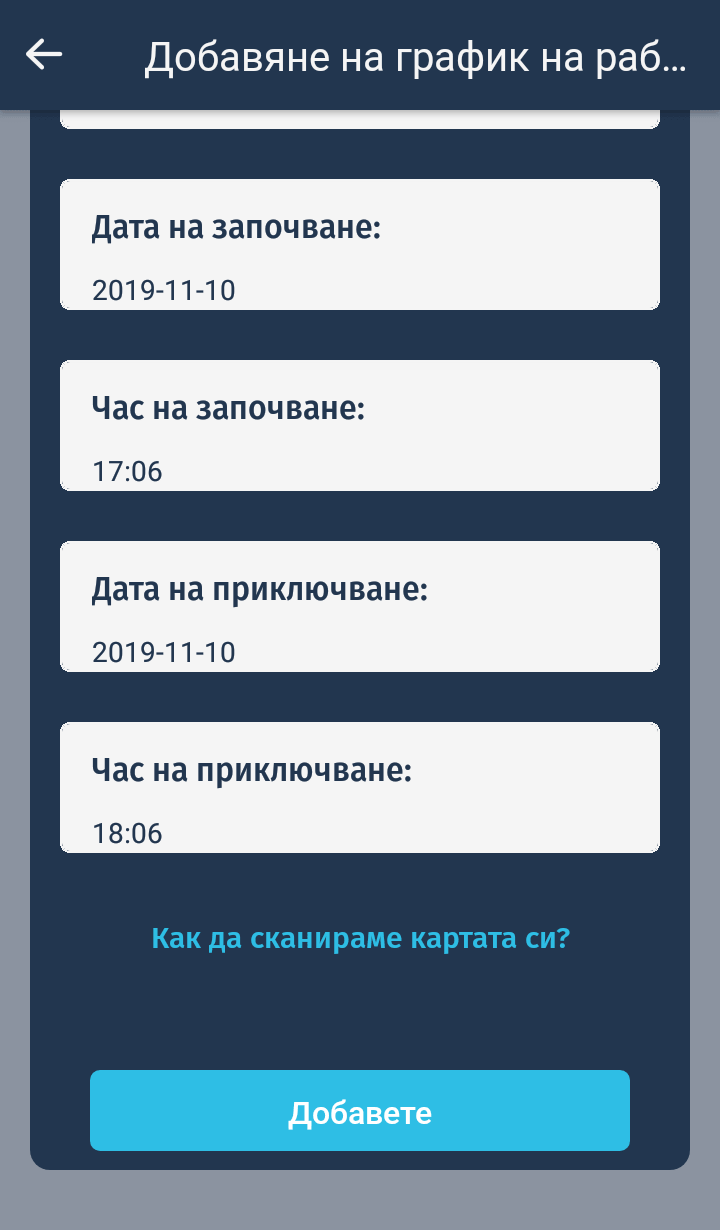 Добавяне на график на раб...
Дата на започване:
2019-11-10
Час на започване:
17:06
Дата на приключване:
2019-11-10
Час на приключване:
18:06
Как да сканираме картата си?
Добавете